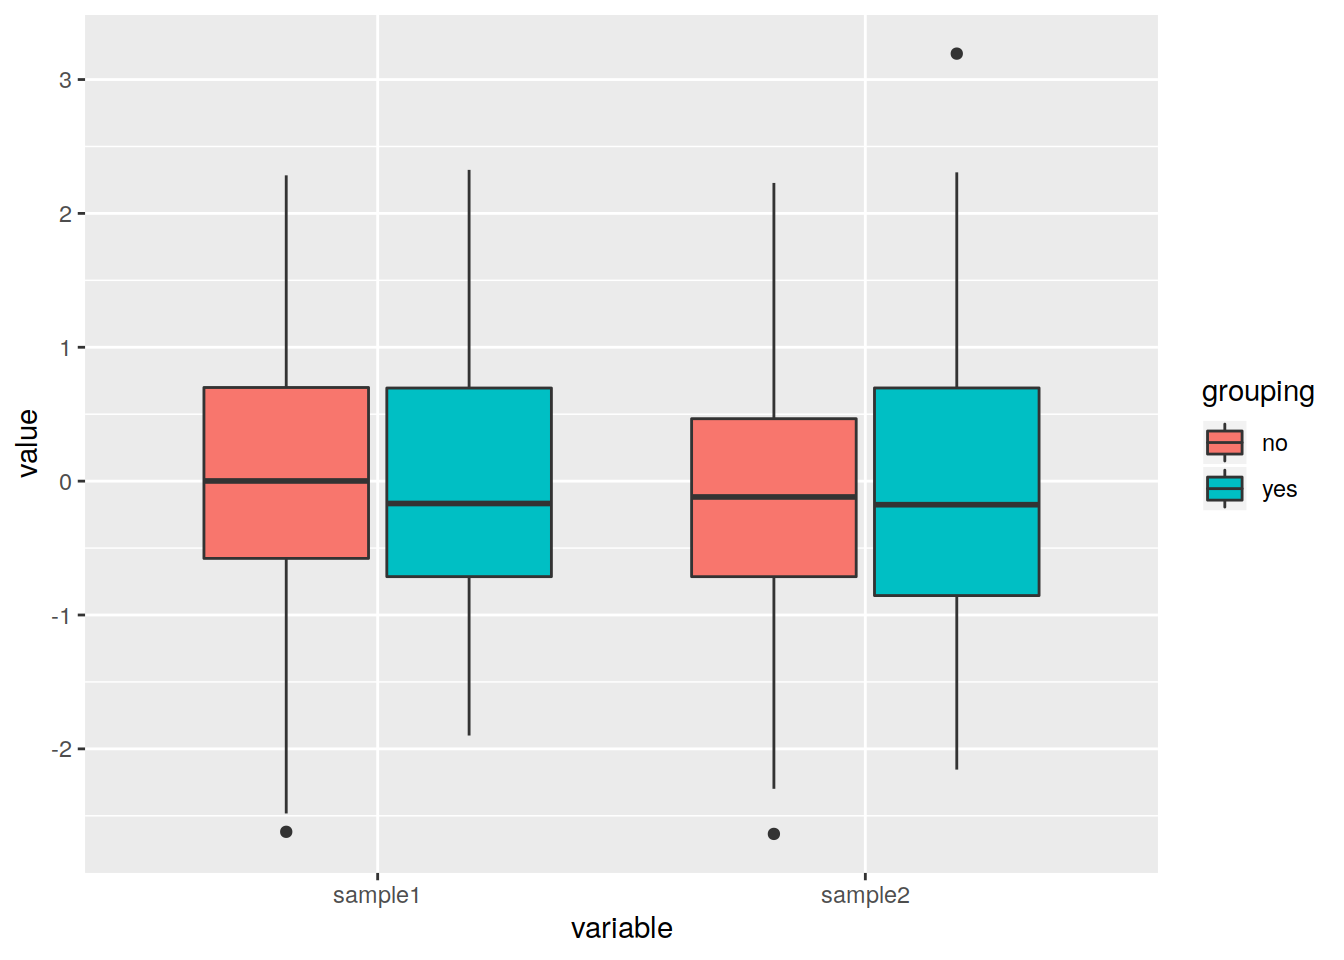 value
3
2
1
0
-1
-2
sample1
sample2
variable
grouping
no
yes